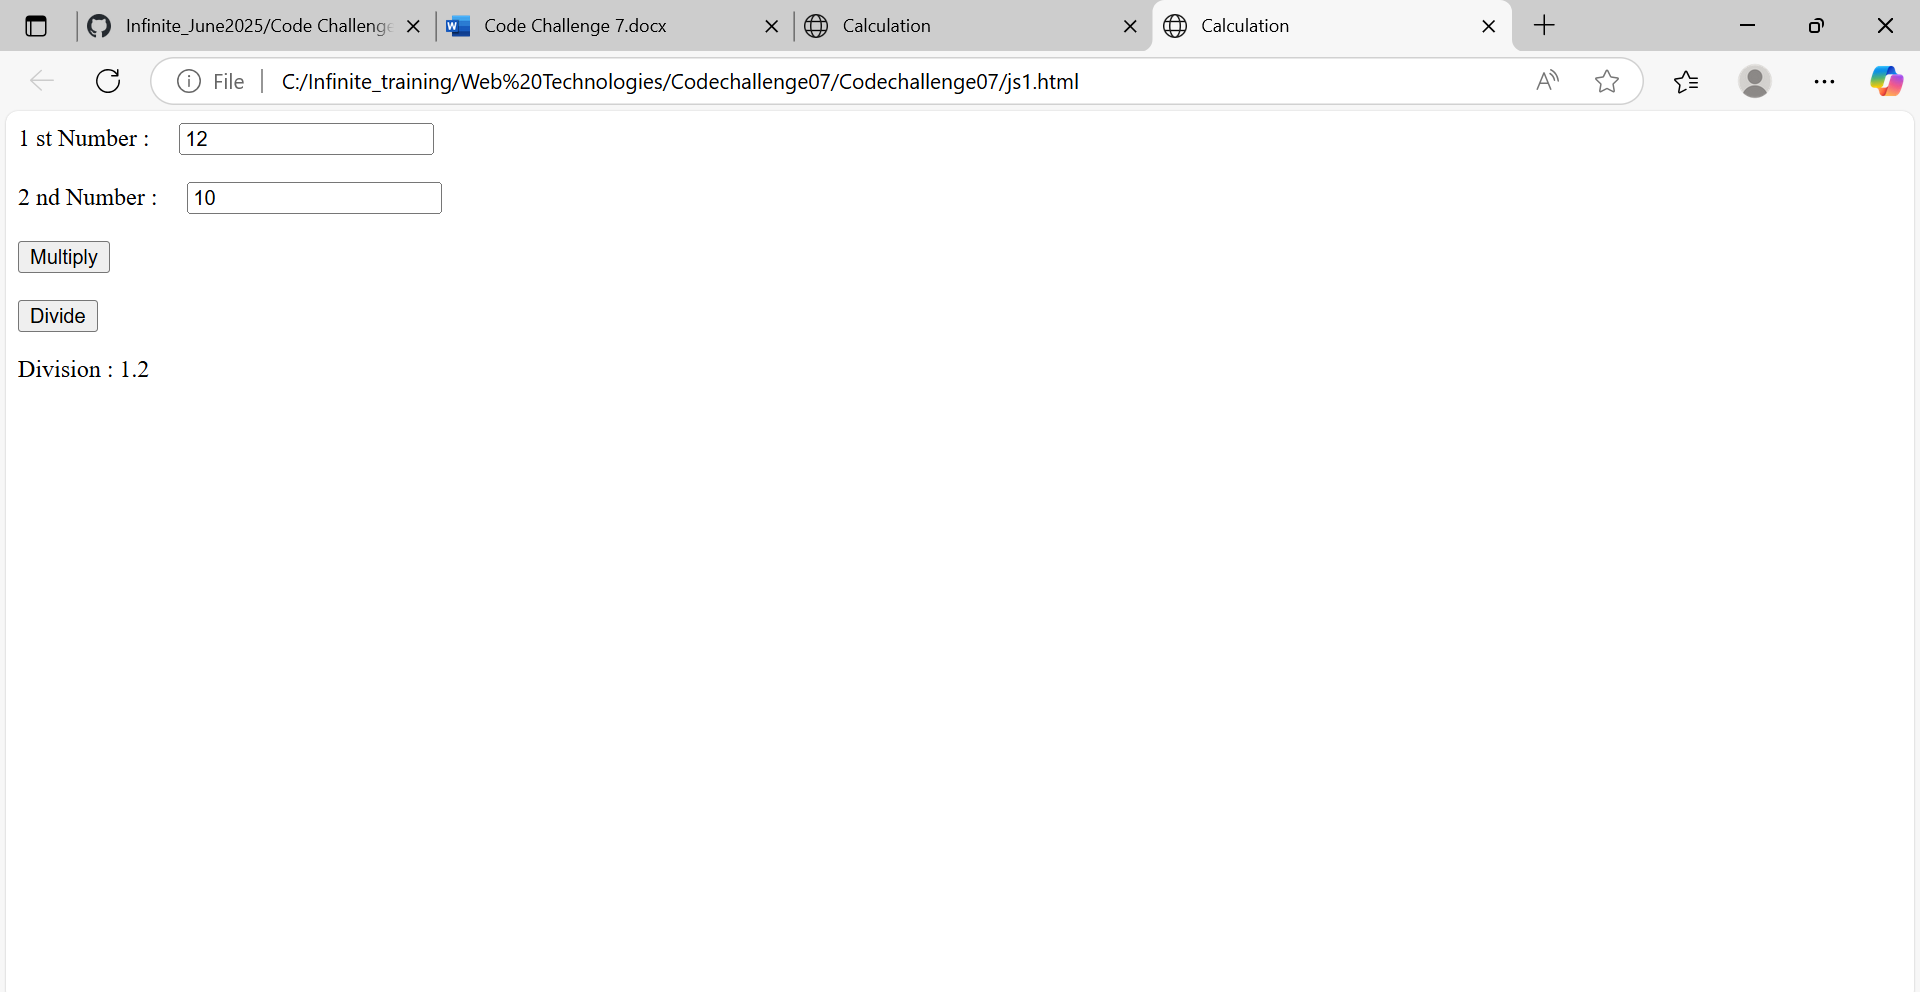 Infinite_June2025/Code Challenge
Code Challenge 7.docx
Calculation
Calculation
File
C:/Infinite_training/Web%20Technologies/Codechallenge07/Codechallenge07/js1.html
1 st Number :
12
2 nd Number :
10
Multiply
Divide
Division : 1.2